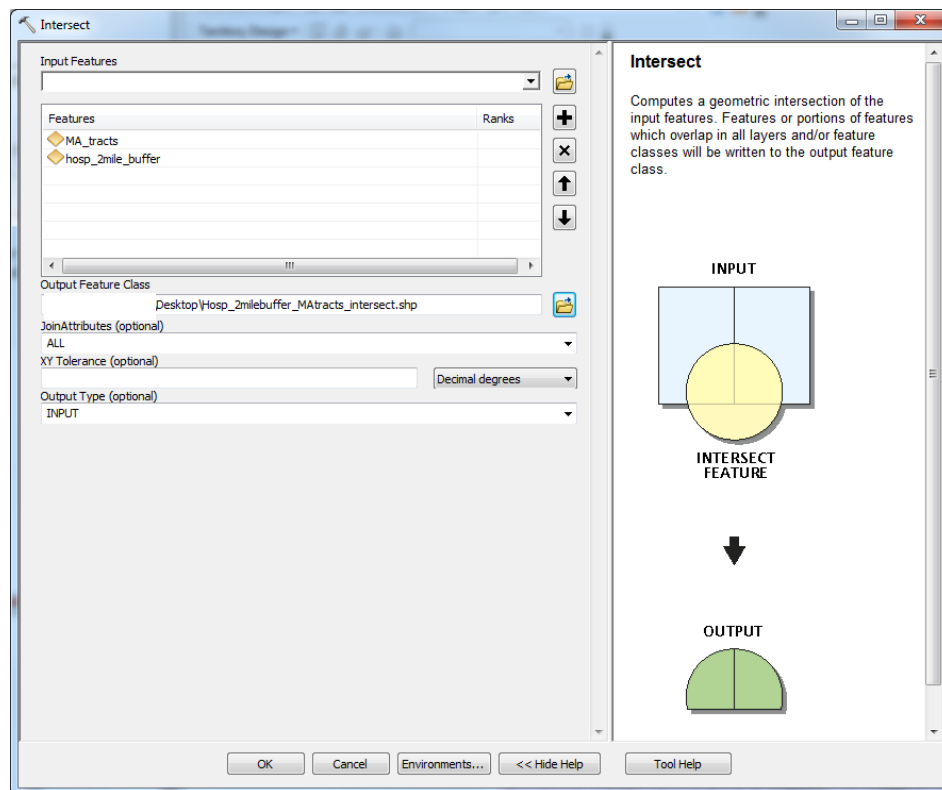 Intersect
Input Features
Features Ranks
MA_tracts
hosp_2mile_buffer
Output Feature Class
Desktop\Hosp_2milebuffer_MAtracts_intersect.shp
JoinAttributes (optional)
ALL
XY Tolerance (optional)
Decimal degrees
Output Type (optional)
INPUT
OK Cancel Environments... << Hide Help Tool Help
Intersect
Computes a geometric intersection of the
input features. Features or portions of features
which overlap in all layers and/or feature
classes will be written to the output feature
class.
INPUT
INTERSECT
FEATURE
OUTPUT